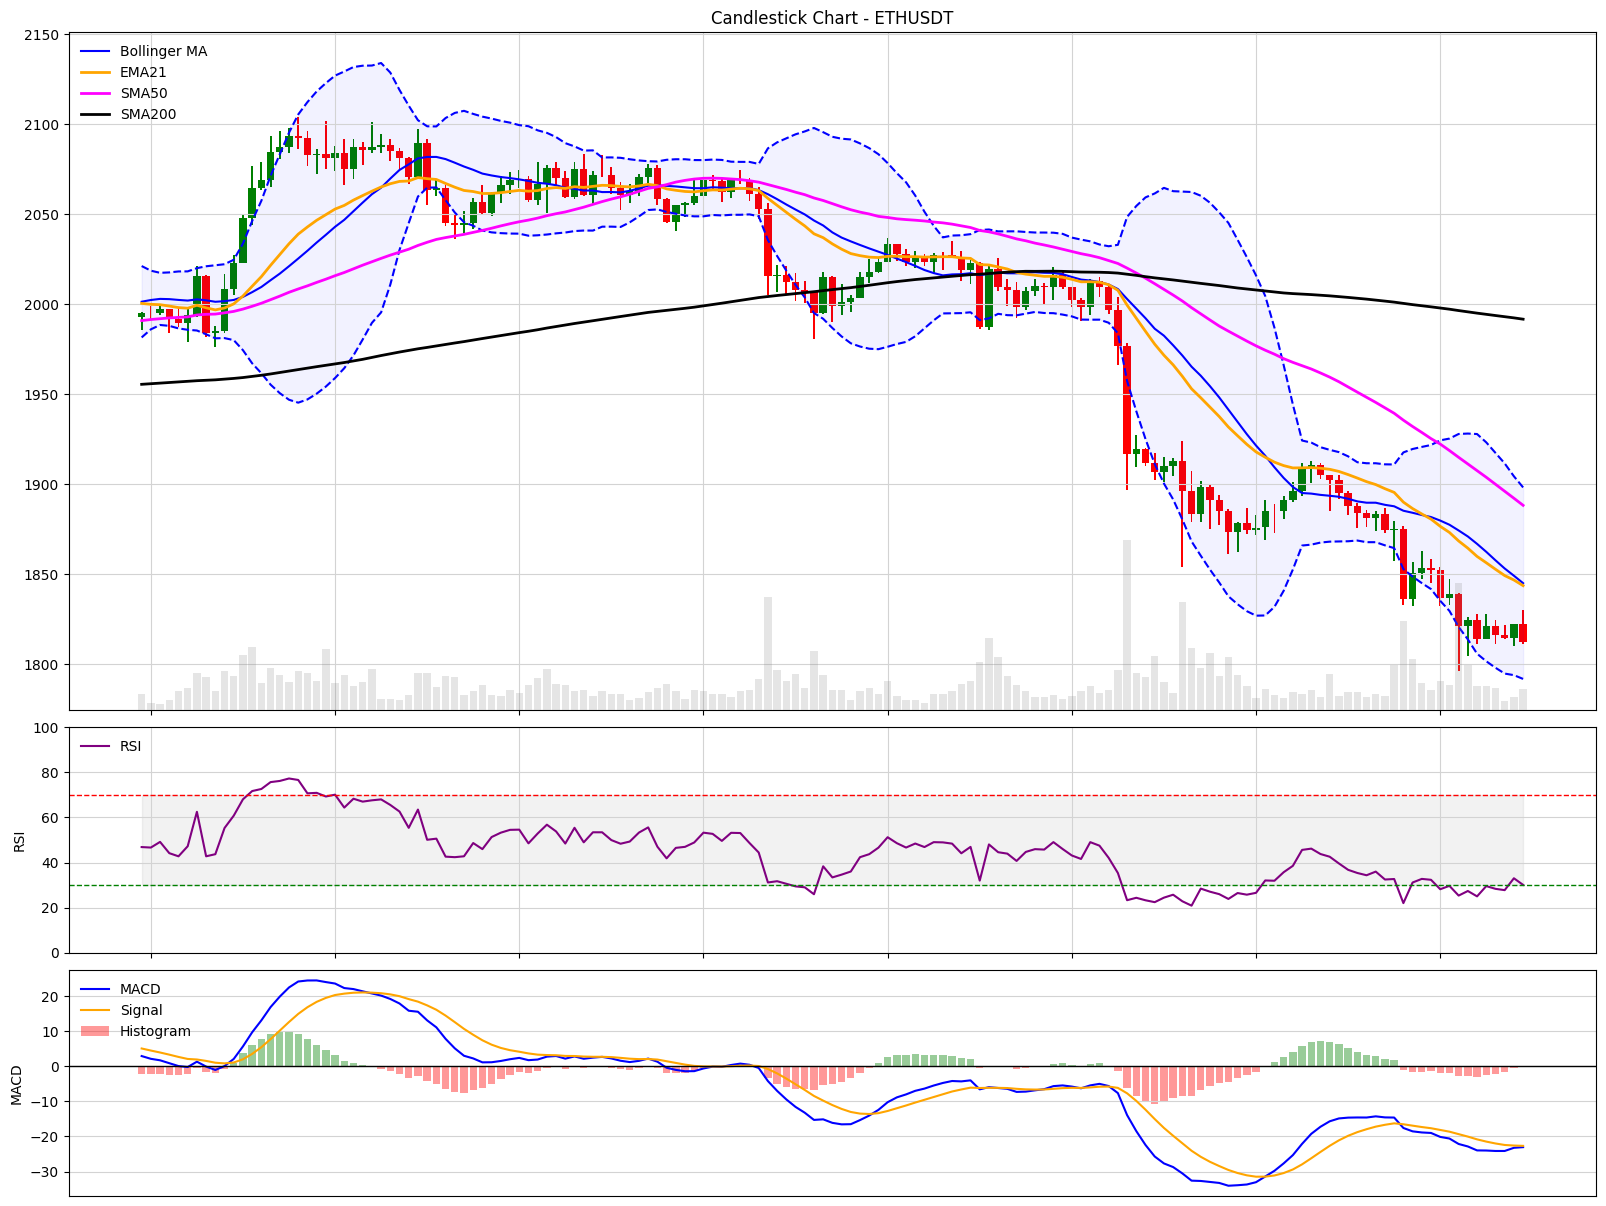 Candlestick Chart - ETHUSDT
2150
2100
2050
2000
1950
1900
1850
1800
Bollinger MA
EMA21
SMA50
SMA200
100
80
60
40
20
0
RSI
RSI
20
10
0
−10
−20
−30
MACD
MACD
Signal
Histogram